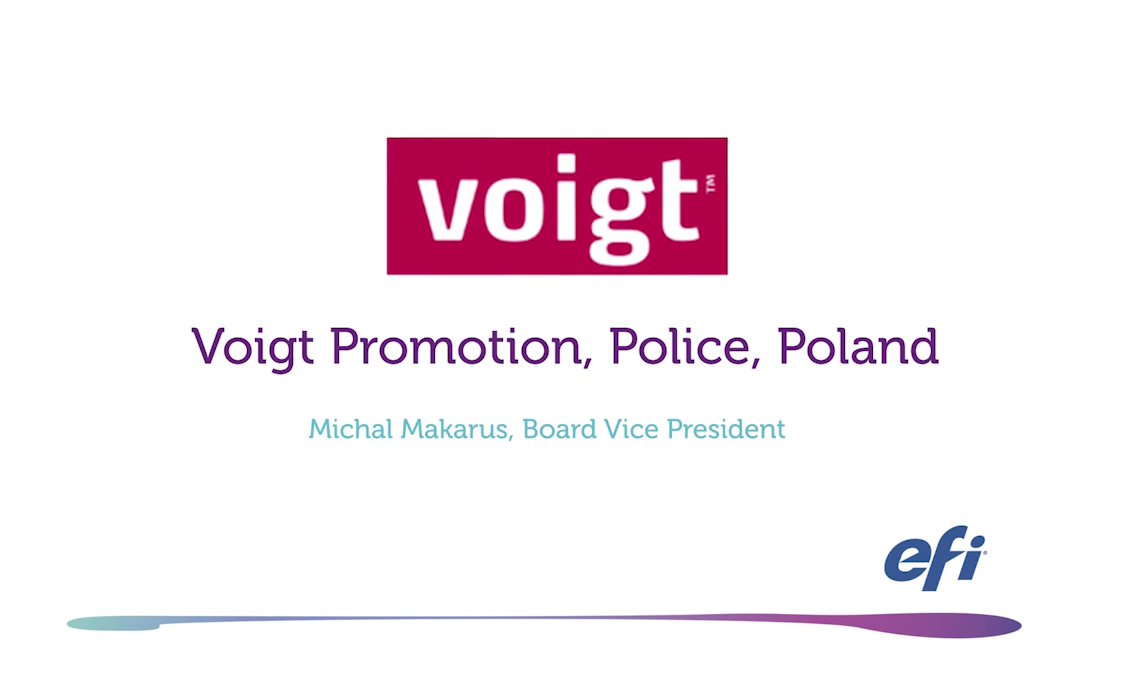 voigt™
Voigt Promotion, Police, Poland
Michal Makarus, Board Vice President
efi®